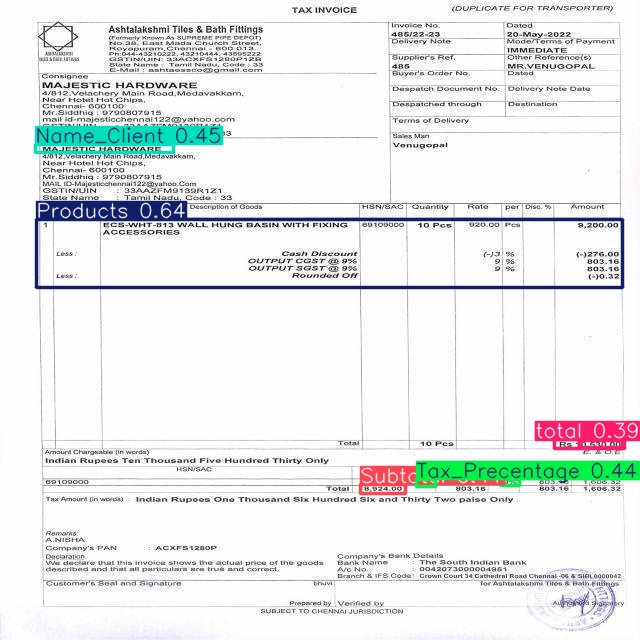 TAX INVOICE
(DUPLICATE FOR TRANSPORTER)
ASHTALAKSHMI
TILES & BATH FITTINGS
Ashtalakshmi Tiles & Bath Fittings
(Formerly Known As SUPREME PIPE DEPOT)
No.38, East Mada Church Street,
Royapuram,Chennai - 600 013.
Ph:044-43210222, 43210444, 43595222
GSTIN/UIN: 33ACXFS1280P1ZB
State Name : Tamil Nadu, Code : 33
E-Mail : ashtaessco@gmail.com
Invoice No.
485/22-23
Dated
20-May-2022
Delivery Note
Mode/Terms of Payment
IMMEDIATE
Supplier's Ref.
485
Other Reference(s)
MR.VENUGOPAL
Buyer's Order No.
Dated
Despatch Document No.
Delivery Note Date
Despatched through
Destination
Terms of Delivery
Sales Man
Venugopal
Consignee
MAJESTIC HARDWARE
4/812,Velachery Main Road,Medavakkam,
Near Hotel Hot Chips,
Chennai- 600100
Mr.Siddhiq : 9790807915
mail id-majesticchennai122@yahoo.com
Name_Client 0.45
MAJESTIC HARDWARE
4/812,Velachery Main Road,Medavakkam,
Near Hotel Hot Chips,
Chennai- 600100
Mr.Siddhiq : 9790807915
MAIL ID-Majesticchennai122@yahoo.Com
GSTIN/UIN : 33AAZFM9139R1Z1
State Name : Tamil Nadu, Code : 33
Products 0.64
Description of Goods HSN/SAC Quantity Rate per Disc. % Amount
1 ECS-WHT-813 WALL HUNG BASIN WITH FIXING 69109000 10 Pcs 920.00 Pcs 9,200.00
ACCESSORIES
Less : Cash Discount (-)3 % (-)276.00
OUTPUT CGST @ 9% 9 % 803.16
OUTPUT SGST @ 9% 9 % 803.16
Less : Rounded Off (-)0.32
total 0.39
Total 10 Pcs Rs 10,530.00
Amount Chargeable (in words) E. & O.E
Indian Rupees Ten Thousand Five Hundred Thirty Only
HSN/SAC
Tax_Precentage 0.44
69109000 803.16 1,606.32
Total 8,924.00 803.16 803.16 1,606.32
Tax Amount (in words) : Indian Rupees One Thousand Six Hundred Six and Thirty Two paise Only
Remarks:
A.NISHA
Company's PAN : ACXFS1280P
Declaration
We declare that this invoice shows the actual price of the goods
described and that all particulars are true and correct.
Company's Bank Details
Bank Name : The South Indian Bank
A/c No. : 0042073000004951
Branch & IFS Code: Crown Court 34 Cathedral Road Chennai -06 & SIBL0000042
Customer's Seal and Signature
bhuvi
for Ashtalakshmi Tiles & Bath Fittings
Prepared by
Verified by
Authorised Signatory
SUBJECT TO CHENNAI JURISDICTION